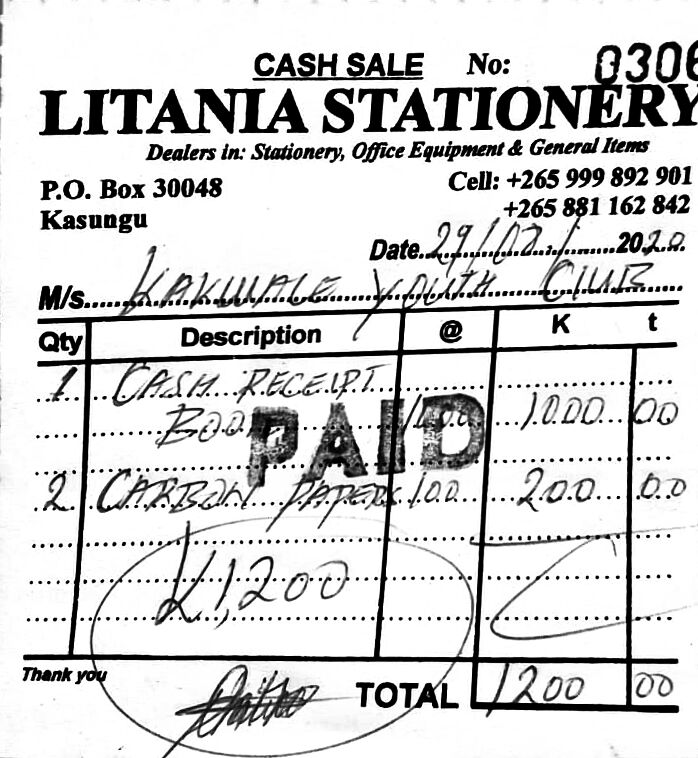 CASH SALE No: 0306
LITANIA STATIONERY
Dealers in: Stationery, Office Equipment & General Items
P.O. Box 30048
Kasungu
Cell: +265 999 892 901
+265 881 162 842
Date 29/ 2020
M/s. KAKWALE YOUTH CLUB
Qty Description @ K t
1 CASH RECEIPT
BOOK 1000 1000 00
PAID
2 CARBON PAPERS 100 200 00
K1,200
Thank you
TOTAL 1200 00